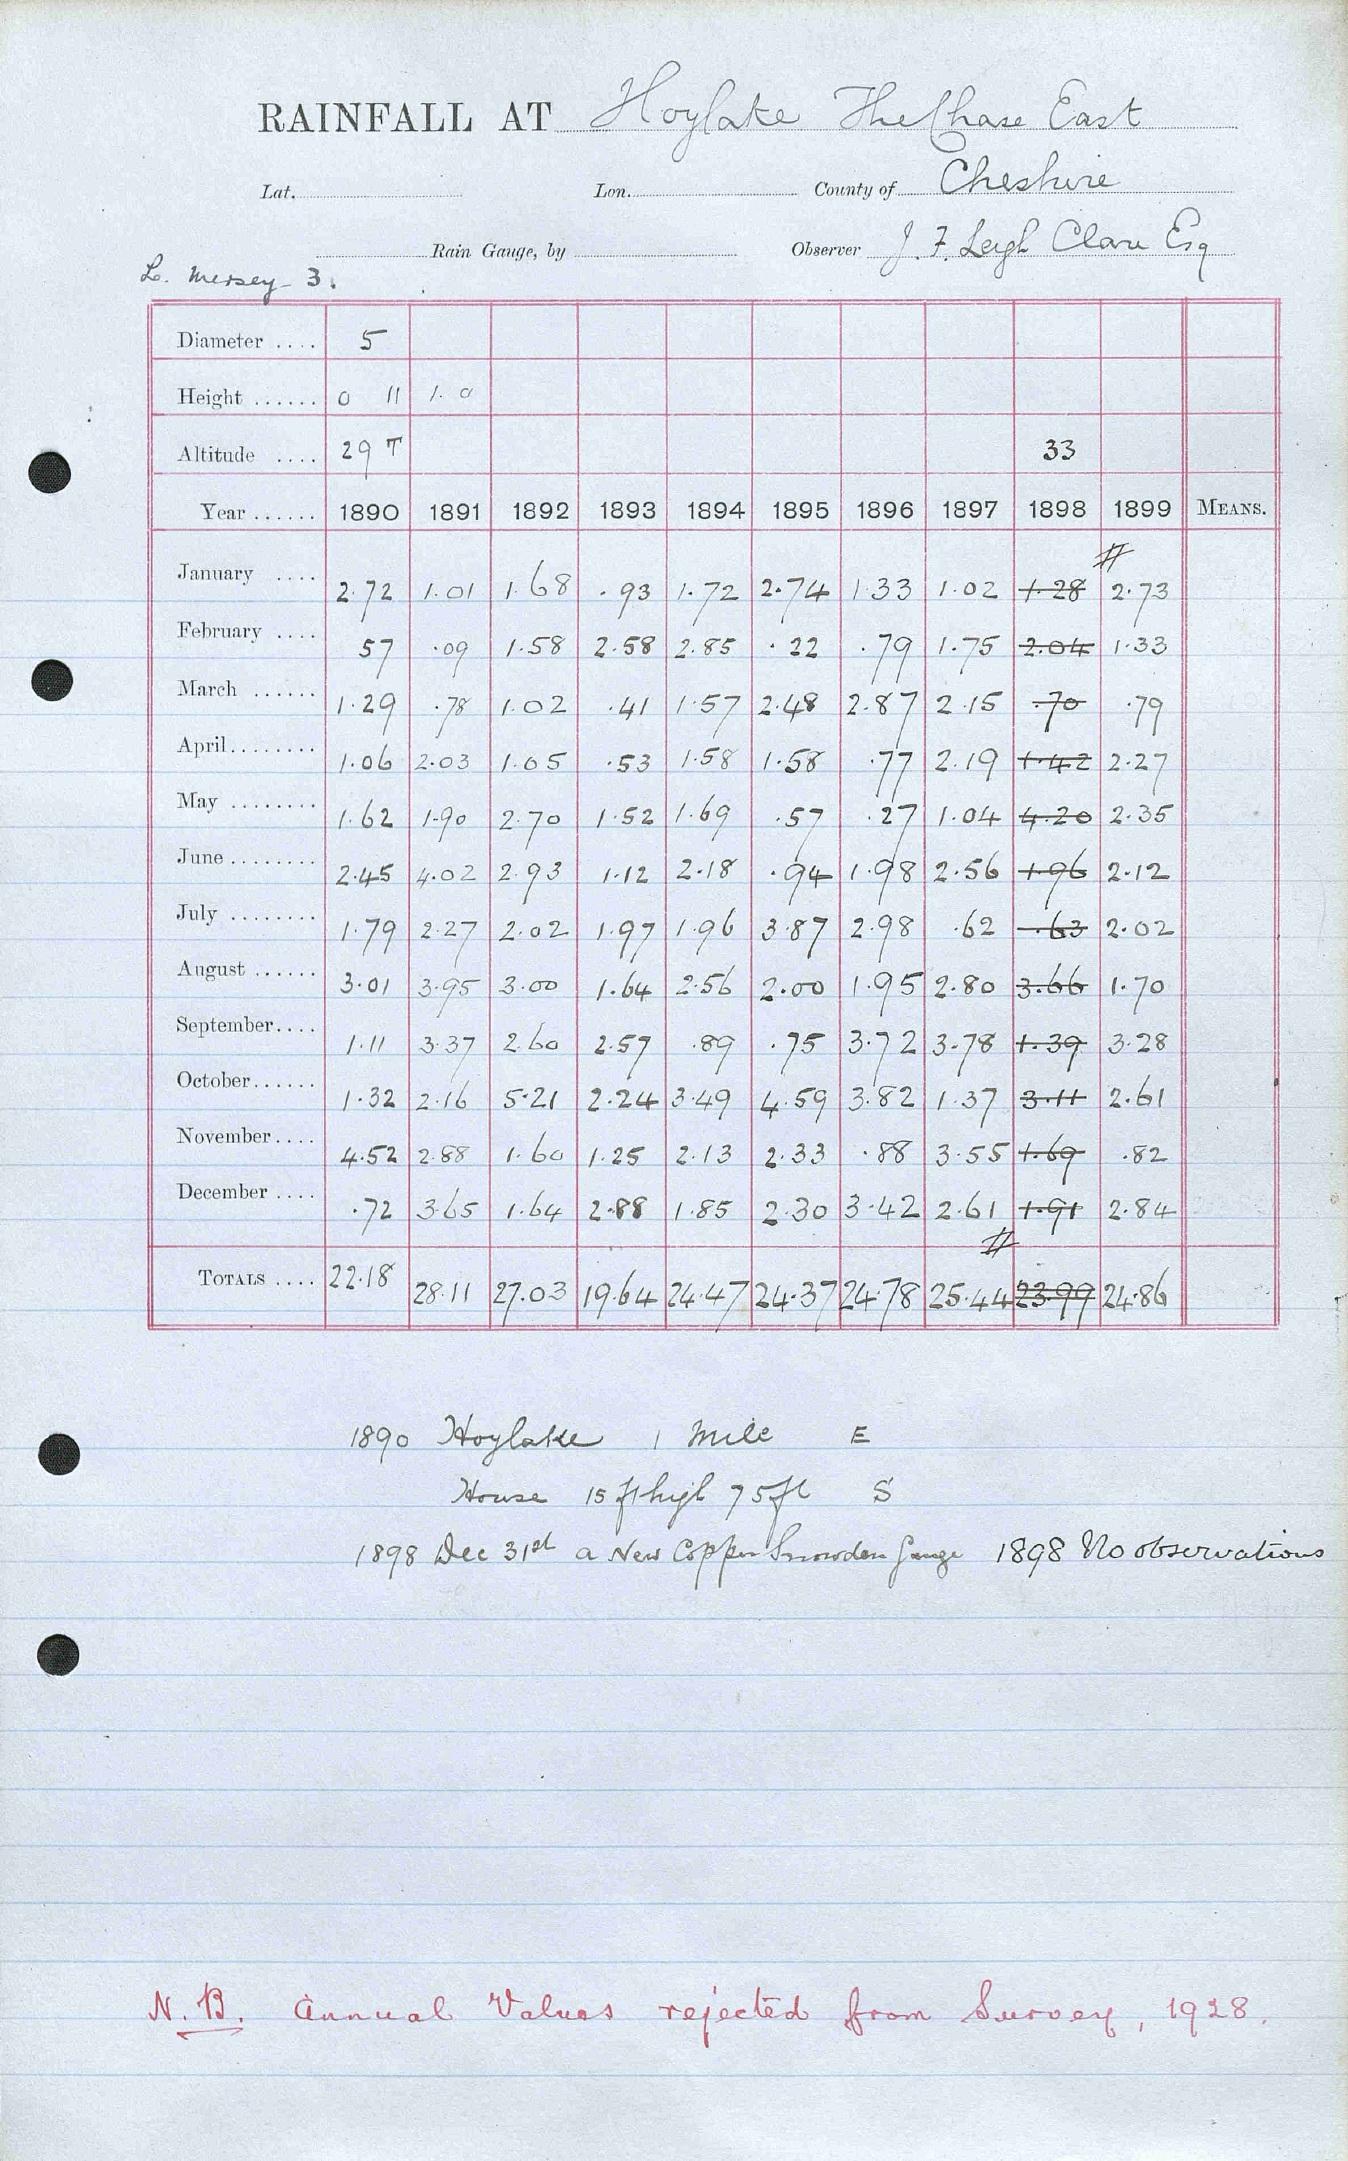 RAINFALL AT Hoylake The Chase East
Lat. Lon. County of Cheshire
Rain Gauge, by Observer J. F. Leigh Clare Esq
L. Mersey 3.
Diameter .... 5
Height ...... 0 11 1.0
Altitude .... 29 T 33
Year ...... 1890 1891 1892 1893 1894 1895 1896 1897 1898 1899 MEANS.
#
January .... 2.72 1.01 1.68 .93 1.72 2.74 1.33 1.02 1.28 2.73
February .... 57 .09 1.58 2.58 2.85 .22 .79 1.75 2.04 1.33
March ...... 1.29 .78 1.02 .41 1.57 2.48 2.87 2.15 .70 .79
April........ 1.06 2.03 1.05 .53 1.58 1.58 .77 2.19 1.42 2.27
May ........ 1.62 1.90 2.70 1.52 1.69 .57 .27 1.04 4.20 2.35
June ........ 2.45 4.02 2.93 1.12 2.18 .94 1.98 2.56 1.96 2.12
July ........ 1.79 2.27 2.02 1.97 1.96 3.87 2.98 .62 .63 2.02
August ...... 3.01 3.95 3.00 1.64 2.56 2.00 1.95 2.80 3.66 1.70
September.... 1.11 3.37 2.60 2.57 .89 .75 3.72 3.78 1.39 3.28
October...... 1.32 2.16 5.21 2.24 3.49 4.59 3.82 1.37 3.11 2.61
November.... 4.52 2.88 1.60 1.25 2.13 2.33 .88 3.55 1.69 .82
December .... .72 3.65 1.64 2.88 1.85 2.30 3.42 2.61 1.91 2.84
#
TOTALS .... 22.18 28.11 27.03 19.64 24.47 24.37 24.78 25.44 23.99 24.86
1890 Hoylake 1 Mile E
House 15 ft high 75 ft S
1898 Dec 31st a New Copper Snowdon Gauge 1898 No observations
N.B. Annual Values rejected from Survey, 1928.